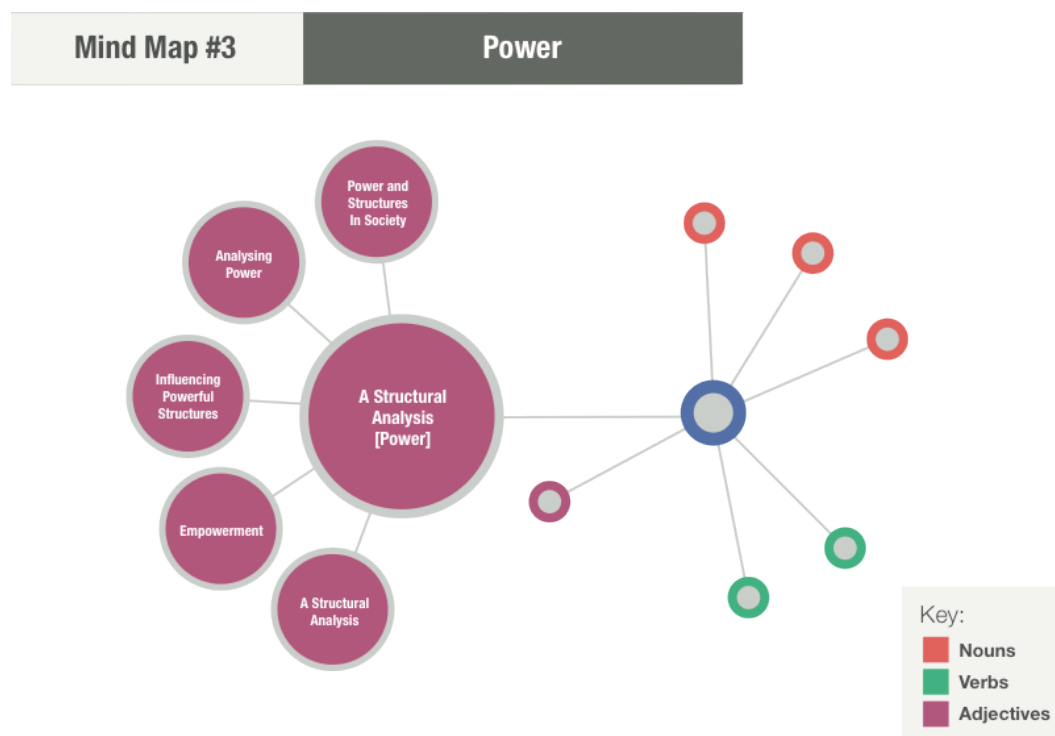 Mind Map #3
Power
Power and
Structures
In Society
Analysing
Power
Influencing
Powerful
Structures
A Structural
Analysis
[Power]
Empowerment
A Structural
Analysis
Key:
Nouns
Verbs
Adjectives